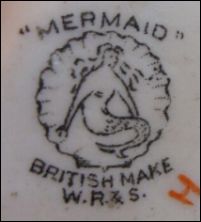 "MERMAID"
BRITISH MAKE
W.R.& S.
H